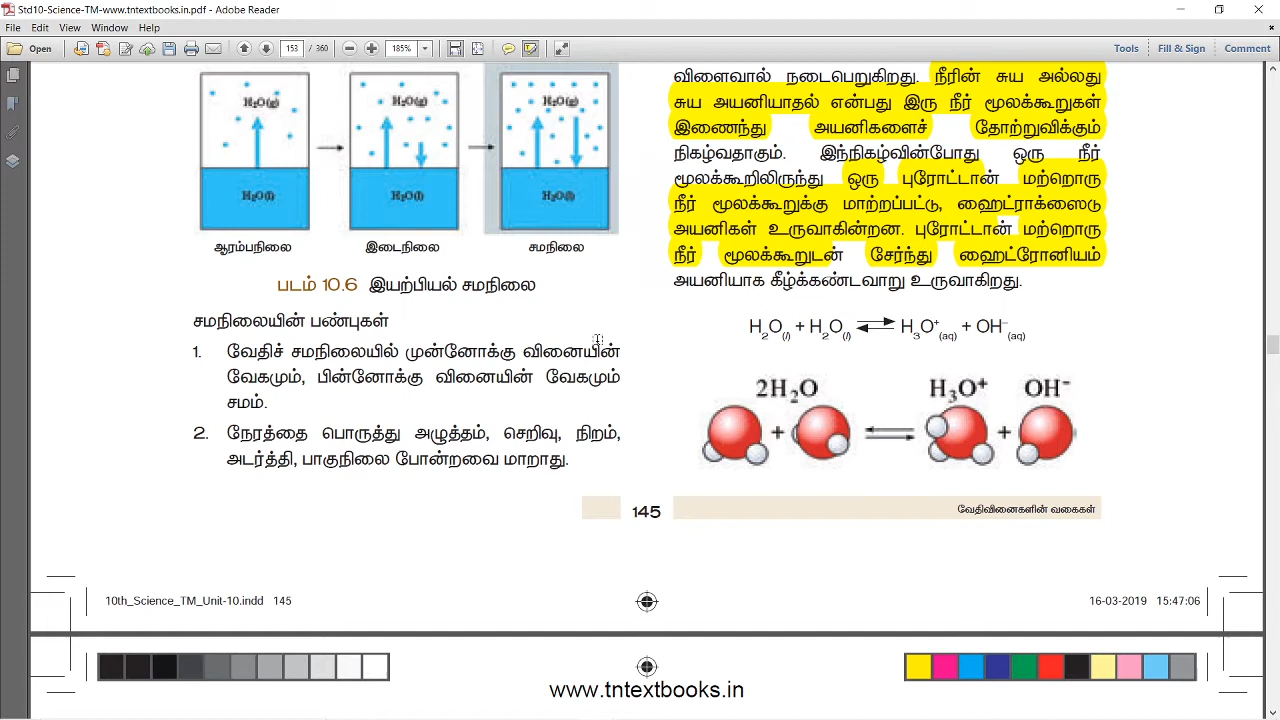 Std10-Science-TM-www.tntextbooks.in.pdf - Adobe Reader
File Edit View Window Help
Open 153 / 360 185% Tools Fill & Sign Comment
H₂O(g) H₂O(g) H₂O(g)
H₂O(l) H₂O(l) H₂O(l)
ஆரம்பநிலை இடைநிலை சமநிலை
படம் 10.6 இயற்பியல் சமநிலை
சமநிலையின் பண்புகள்
1. வேதிச் சமநிலையில் முன்னோக்கு வினையின்
வேகமும், பின்னோக்கு வினையின் வேகமும்
சமம்.
2. நேரத்தை பொருத்து அழுத்தம், செறிவு, நிறம்,
அடர்த்தி, பாகுநிலை போன்றவை மாறாது.
விளைவால் நடைபெறுகிறது. நீரின் சுய அல்லது
சுய அயனியாதல் என்பது இரு நீர் மூலக்கூறுகள்
இணைந்து அயனிகளைச் தோற்றுவிக்கும்
நிகழ்வதாகும். இந்நிகழ்வின்போது ஒரு நீர்
மூலக்கூறிலிருந்து ஒரு புரோட்டான் மற்றொரு
நீர் மூலக்கூறுக்கு மாற்றப்பட்டு, ஹைட்ராக்ஸைடு
அயனிகள் உருவாகின்றன. புரோட்டான் மற்றொரு
நீர் மூலக்கூறுடன் சேர்ந்து ஹைட்ரோனியம்
அயனியாக கீழ்க்கண்டவாறு உருவாகிறது.
H₂O(l) + H₂O(l) ⇌ H₃O⁺(aq) + OH⁻(aq)
2H₂O H₃O⁺ OH⁻
+ ⇌ +
145 வேதிவினைகளின் வகைகள்
10th_Science_TM_Unit-10.indd 145 16-03-2019 15:47:06
www.tntextbooks.in